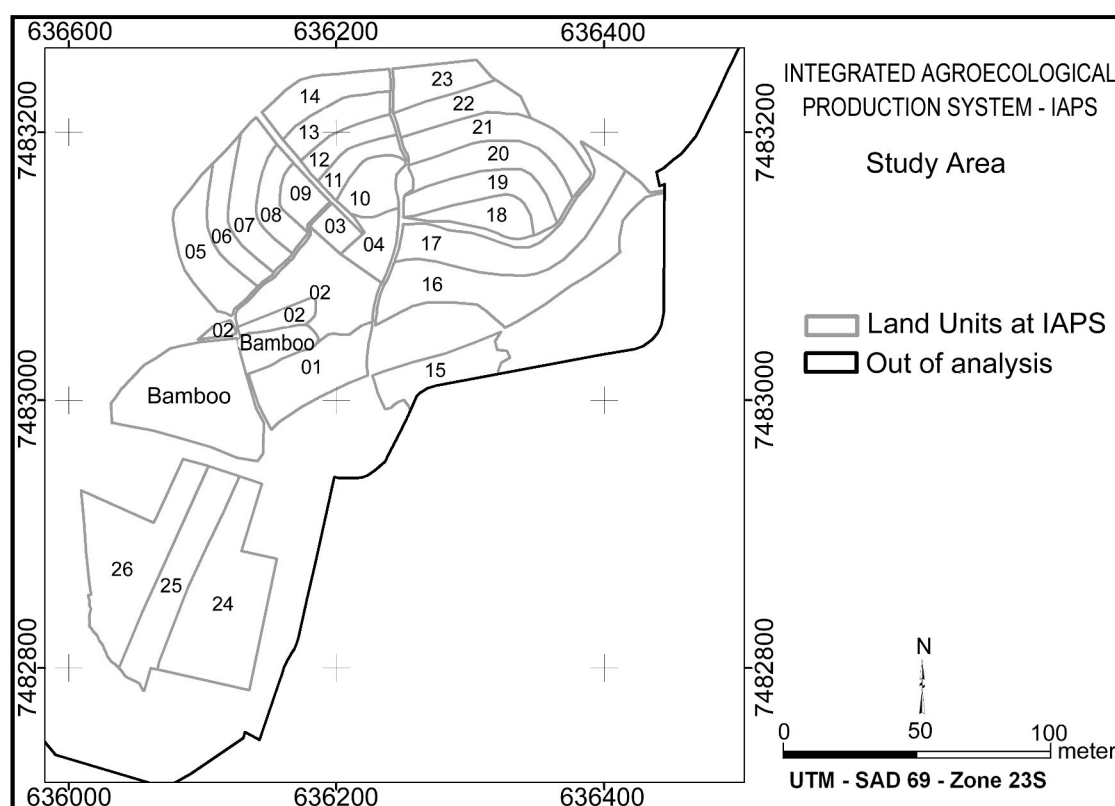 636600 636200 636400
INTEGRATED AGROECOLOGICAL
PRODUCTION SYSTEM - IAPS
Study Area
7483200 7483200
7483000 7483000
7482800 7482800
23
14
22
13
21
12
20
11
10
09
19
18
03
08
07
06
05
04
17
16
02
02
02
Bamboo
01
15
Bamboo
26
25
24
Land Units at IAPS
Out of analysis
N
0 50 100
meter
UTM - SAD 69 - Zone 23S
636000 636200 636400